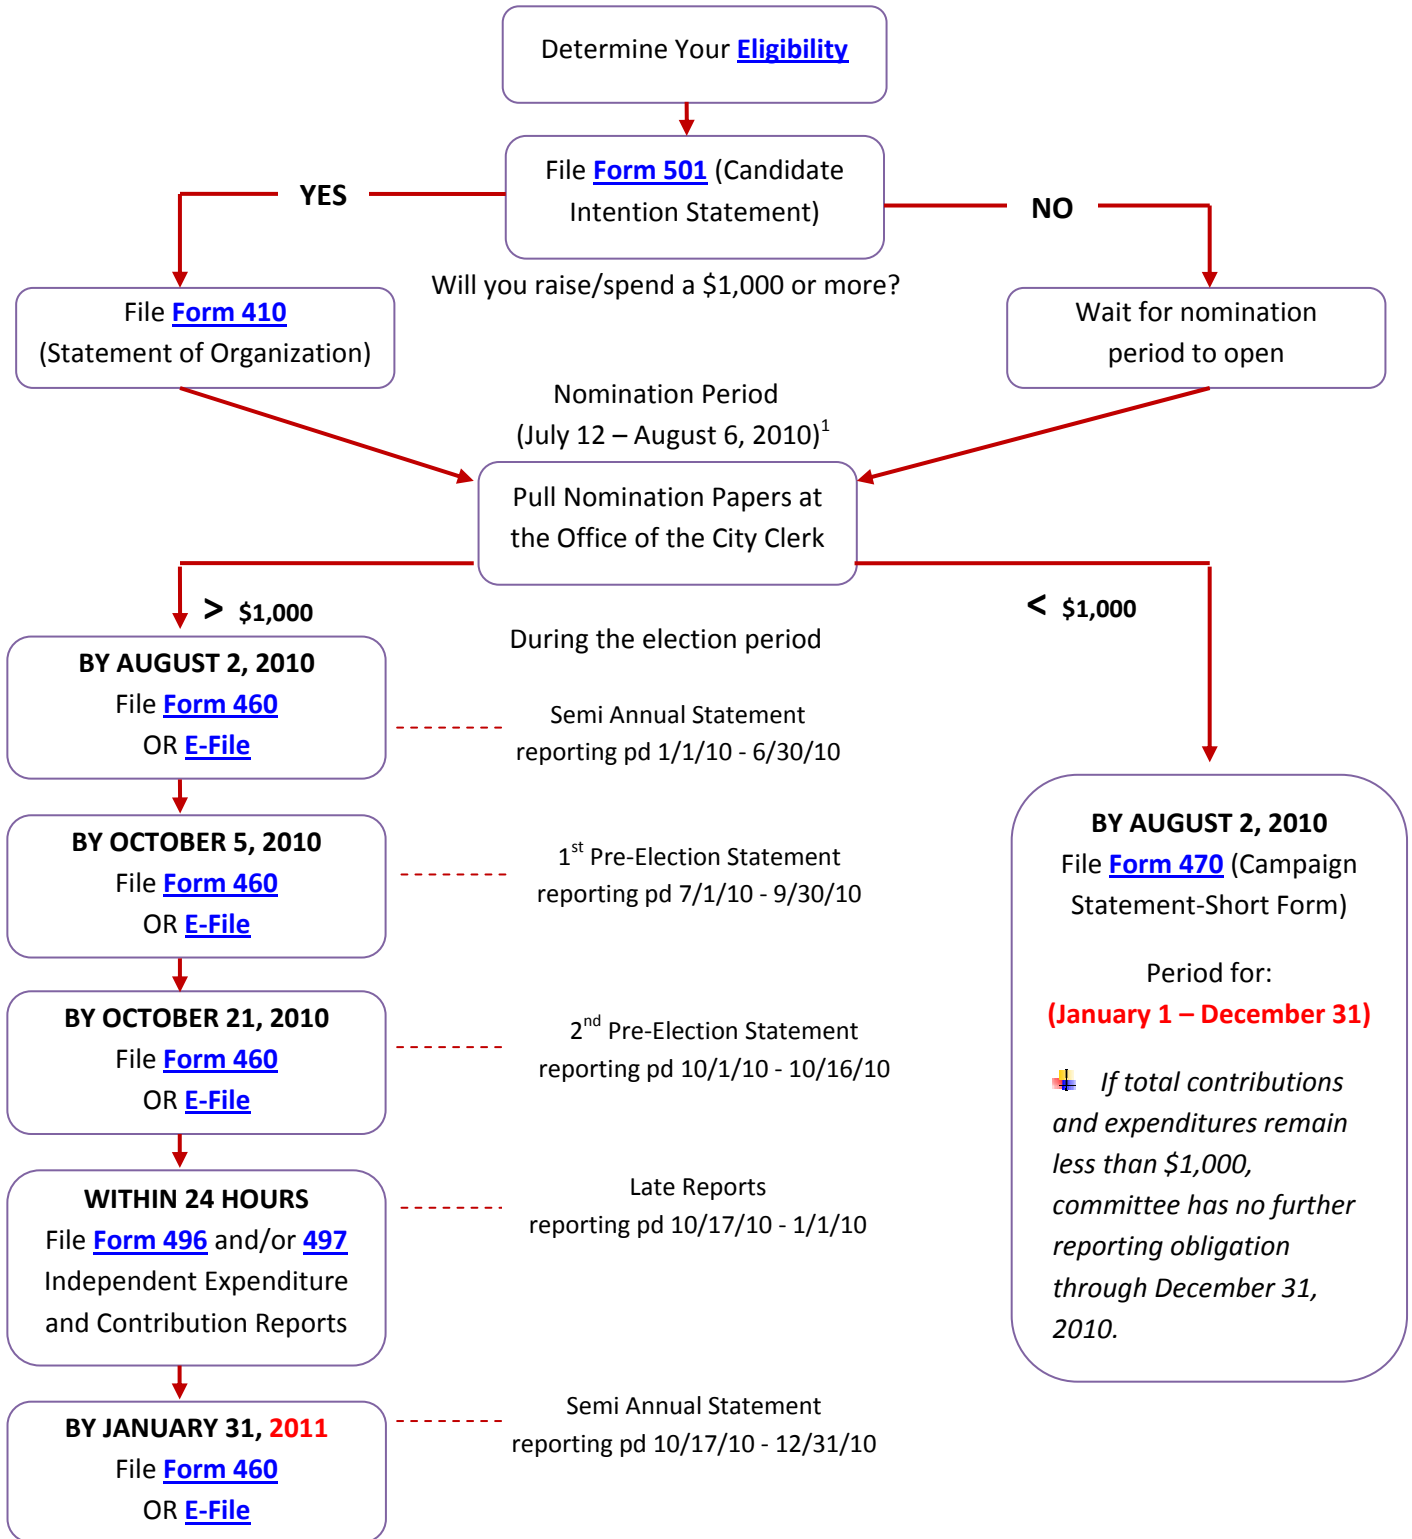 Determine Your Eligibility
File Form 501 (Candidate
Intention Statement)
YES
NO
Will you raise/spend a $1,000 or more?
File Form 410
(Statement of Organization)
Wait for nomination
period to open
Nomination Period
(July 12 – August 6, 2010)1
Pull Nomination Papers at
the Office of the City Clerk
> $1,000
< $1,000
During the election period
BY AUGUST 2, 2010
File Form 460
OR E-File
Semi Annual Statement
reporting pd 1/1/10 - 6/30/10
BY OCTOBER 5, 2010
File Form 460
OR E-File
1st Pre-Election Statement
reporting pd 7/1/10 - 9/30/10
BY OCTOBER 21, 2010
File Form 460
OR E-File
2nd Pre-Election Statement
reporting pd 10/1/10 - 10/16/10
WITHIN 24 HOURS
File Form 496 and/or 497
Independent Expenditure
and Contribution Reports
Late Reports
reporting pd 10/17/10 - 1/1/10
BY JANUARY 31, 2011
File Form 460
OR E-File
Semi Annual Statement
reporting pd 10/17/10 - 12/31/10
BY AUGUST 2, 2010
File Form 470 (Campaign
Statement-Short Form)
Period for:
(January 1 – December 31)
If total contributions
and expenditures remain
less than $1,000,
committee has no further
reporting obligation
through December 31,
2010.